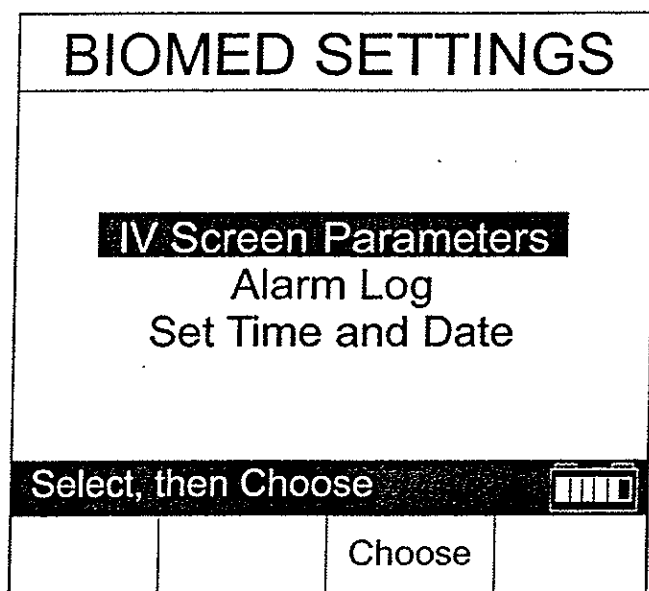 BIOMED SETTINGS
IV Screen Parameters
Alarm Log
Set Time and Date
Select, then Choose
Choose